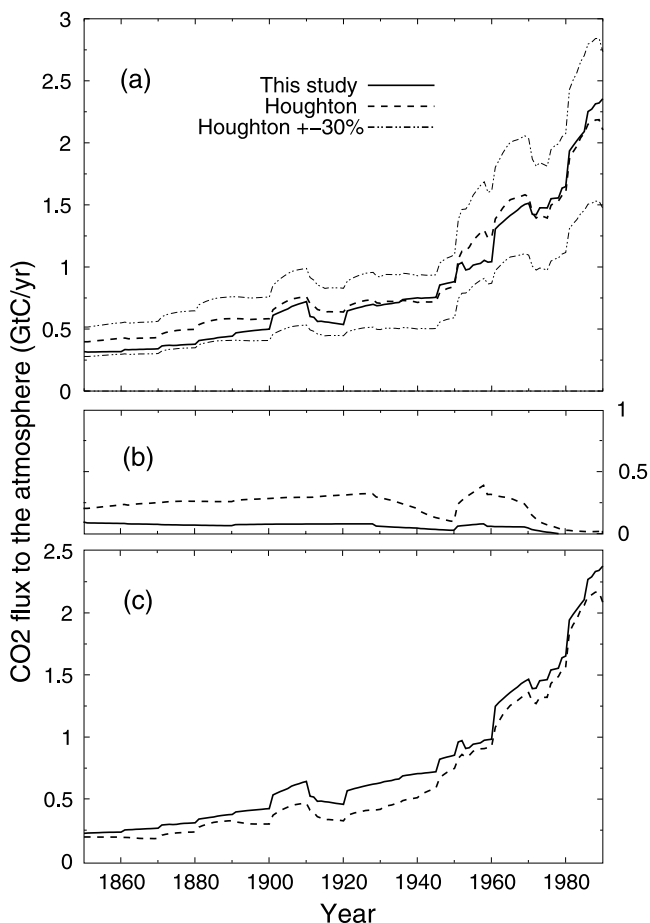 3
(a)
This study
Houghton
Houghton +-30%
2.5
2
1.5
1
0.5
0
(b)
1
0.5
0
2.5
(c)
2
1.5
1
0.5
0
1860 1880 1900 1920 1940 1960 1980
Year
CO2 flux to the atmosphere (GtC/yr)